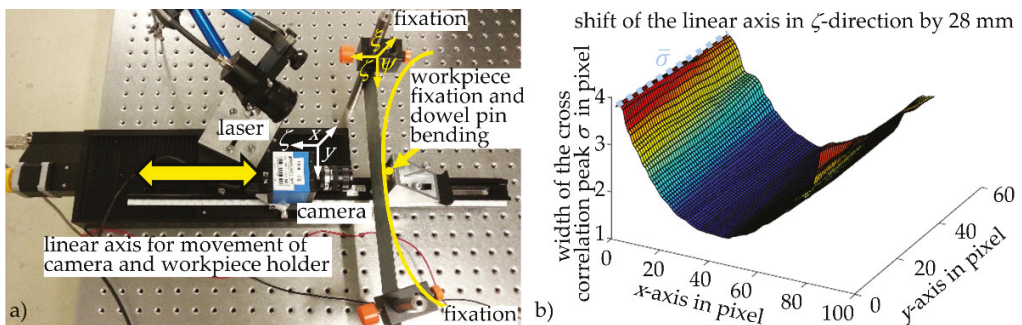 fixation
ξ
ζ ψ
workpiece
fixation and
dowel pin
bending
laser
x
ζ
y
camera
linear axis for movement of
camera and workpiece holder
a)
fixation
b)
shift of the linear axis in ζ-direction by 28 mm
σ̄
width of the cross
correlation peak σ in pixel
4
3
2
1
0
20
40
60
80
100
x-axis in pixel
0
20
40
60
y-axis in pixel